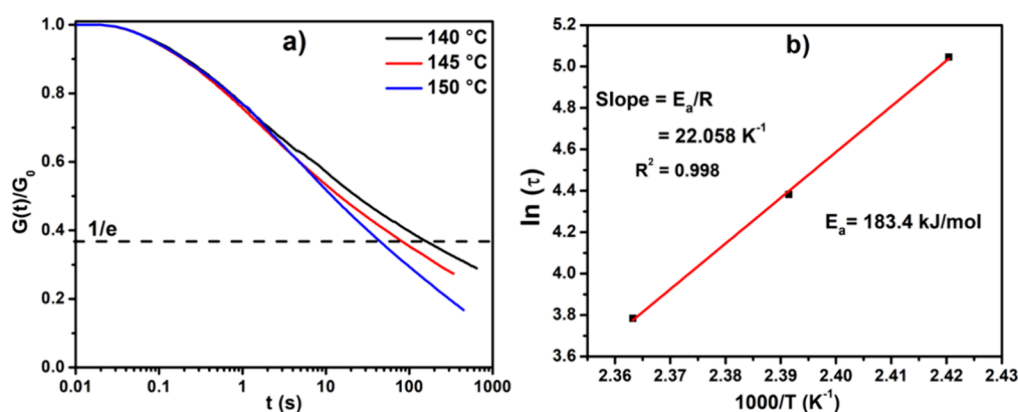 a)
140 °C
145 °C
150 °C
1/e
G(t)/G0
1.0
0.8
0.6
0.4
0.2
0.0
0.01 0.1 1 10 100 1000
t (s)
b)
Slope = Ea/R
= 22.058 K-1
R2 = 0.998
Ea= 183.4 kJ/mol
ln (τ)
5.2
5.0
4.8
4.6
4.4
4.2
4.0
3.8
3.6
2.36 2.37 2.38 2.39 2.40 2.41 2.42 2.43
1000/T (K-1)